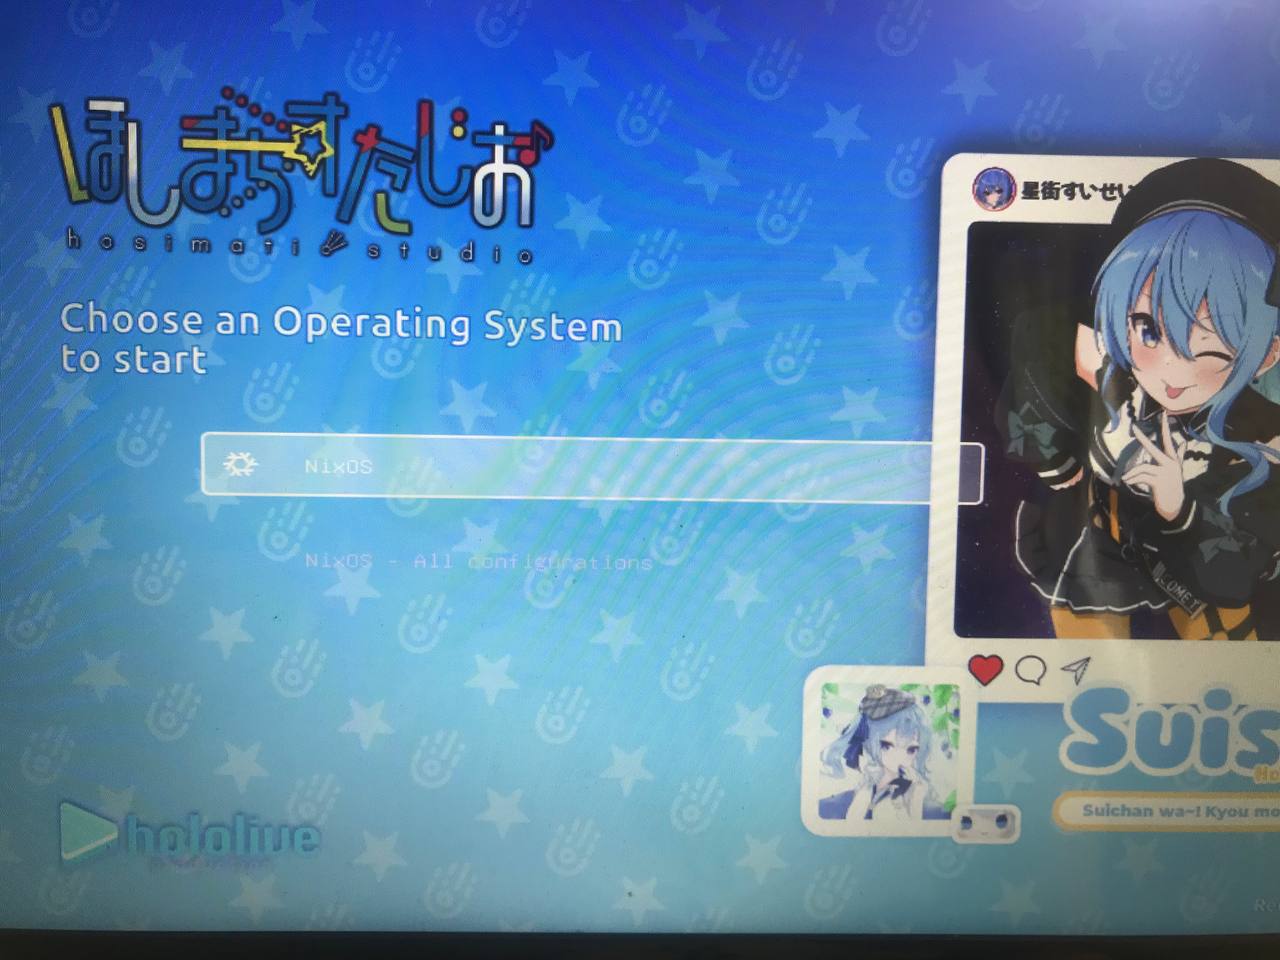 ほしまちすたじお
hosimati studio
Choose an Operating System
to start
NixOS
NixOS - All configurations
星街すいせい
COMET
Suis
Suichan wa~! Kyou mo
hololive